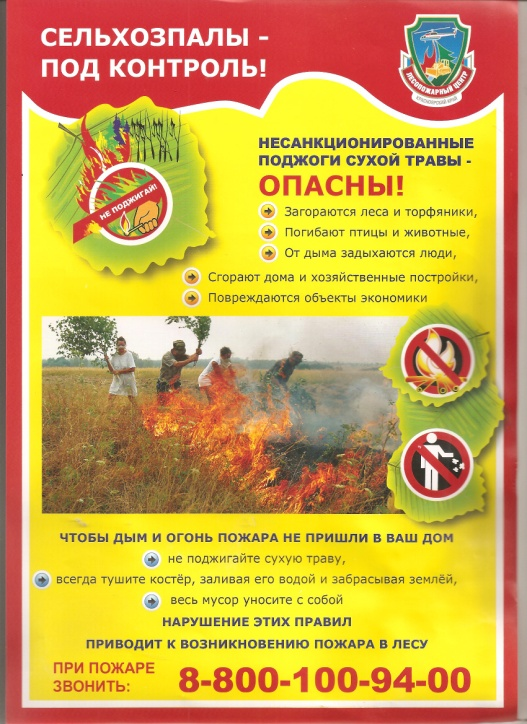 СЕЛЬХОЗПАЛЫ -
ПОД КОНТРОЛЬ!
ЛЕСОПОЖАРНЫЙ ЦЕНТР
КРАСНОЯРСКИЙ КРАЙ
НЕ ПОДЖИГАЙ!
НЕСАНКЦИОНИРОВАННЫЕ
ПОДЖОГИ СУХОЙ ТРАВЫ -
ОПАСНЫ!
Загораются леса и торфяники,
Погибают птицы и животные,
От дыма задыхаются люди,
Сгорают дома и хозяйственные постройки,
Повреждаются объекты экономики
ЧТОБЫ ДЫМ И ОГОНЬ ПОЖАРА НЕ ПРИШЛИ В ВАШ ДОМ
не поджигайте сухую траву,
всегда тушите костёр, заливая его водой и забрасывая землёй,
весь мусор уносите с собой
НАРУШЕНИЕ ЭТИХ ПРАВИЛ
ПРИВОДИТ К ВОЗНИКНОВЕНИЮ ПОЖАРА В ЛЕСУ
ПРИ ПОЖАРЕ
ЗВОНИТЬ:
8-800-100-94-00